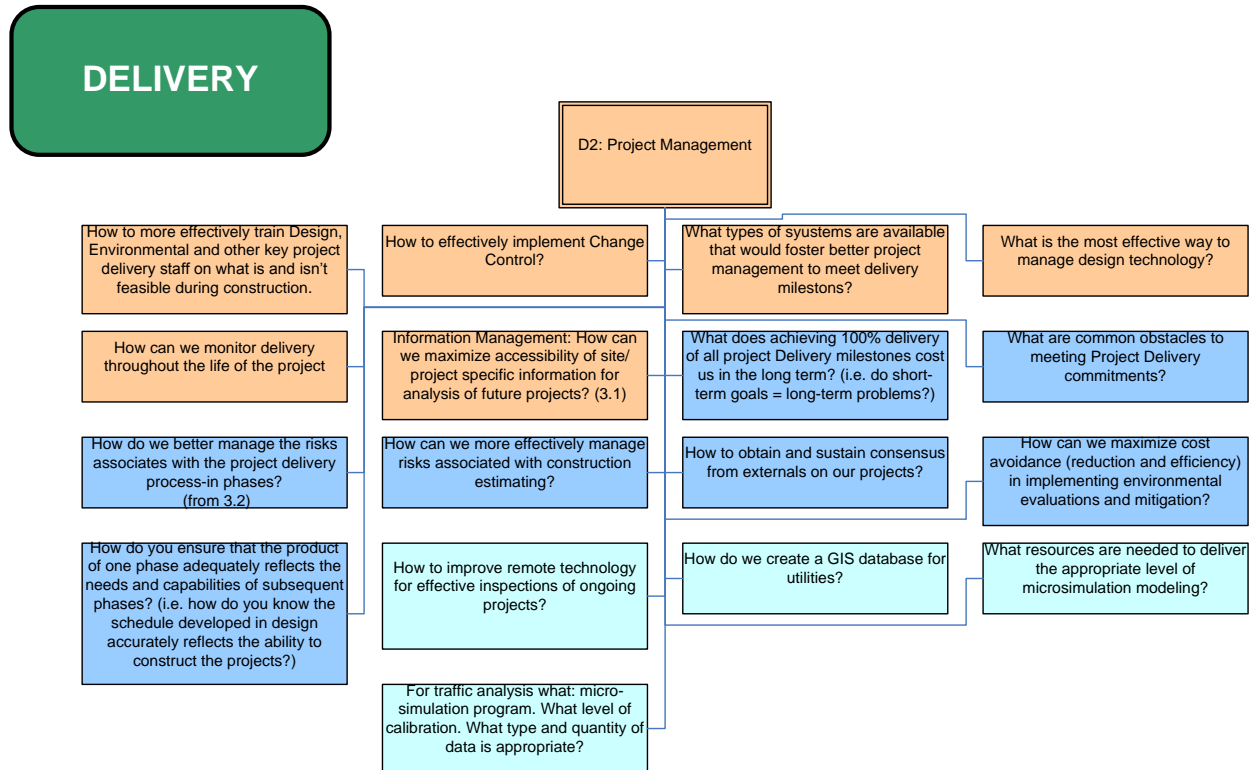 DELIVERY
D2: Project Management
How to more effectively train Design,
Environmental and other key project
delivery staff on what is and isn't
feasible during construction.
How to effectively implement Change
Control?
What types of syustems are available
that would foster better project
management to meet delivery
milestons?
What is the most effective way to
manage design technology?
How can we monitor delivery
throughout the life of the project
Information Management: How can
we maximize accessibility of site/
project specific information for
analysis of future projects? (3.1)
What does achieving 100% delivery
of all project Delivery milestones cost
us in the long term? (i.e. do short-
term goals = long-term problems?)
What are common obstacles to
meeting Project Delivery
commitments?
How do we better manage the risks
associates with the project delivery
process-in phases?
(from 3.2)
How can we more effectively manage
risks associated with construction
estimating?
How to obtain and sustain consensus
from externals on our projects?
How can we maximize cost
avoidance (reduction and efficiency)
in implementing environmental
evaluations and mitigation?
How do you ensure that the product
of one phase adequately reflects the
needs and capabilities of subsequent
phases? (i.e. how do you know the
schedule developed in design
accurately reflects the ability to
construct the projects?)
How to improve remote technology
for effective inspections of ongoing
projects?
How do we create a GIS database for
utilities?
What resources are needed to deliver
the appropriate level of
microsimulation modeling?
For traffic analysis what: micro-
simulation program. What level of
calibration. What type and quantity of
data is appropriate?